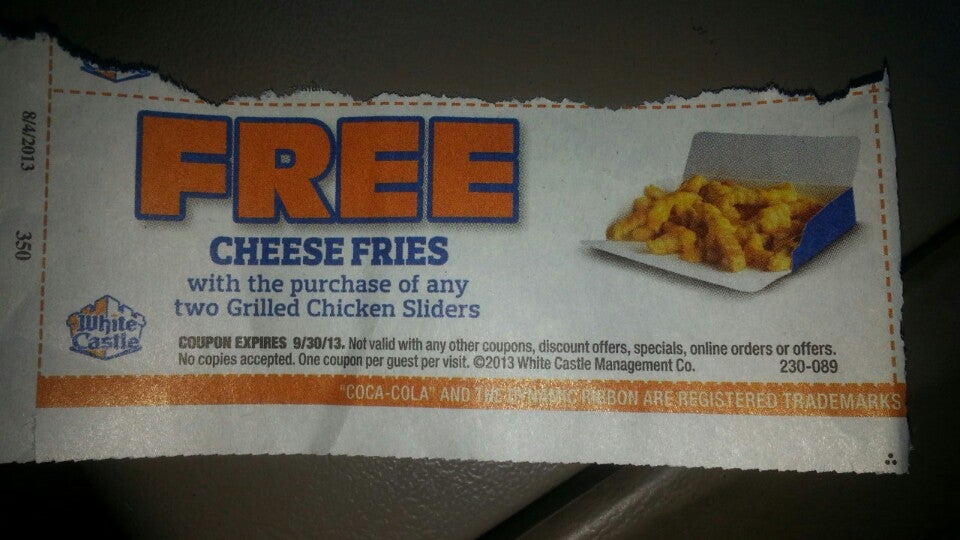 8/4/2013
350
FREE
CHEESE FRIES
with the purchase of any
two Grilled Chicken Sliders
White
Castle
COUPON EXPIRES 9/30/13. Not valid with any other coupons, discount offers, specials, online orders or offers.
No copies accepted. One coupon per guest per visit. ©2013 White Castle Management Co. 230-089
"COCA-COLA" AND THE DYNAMIC RIBBON ARE REGISTERED TRADEMARKS